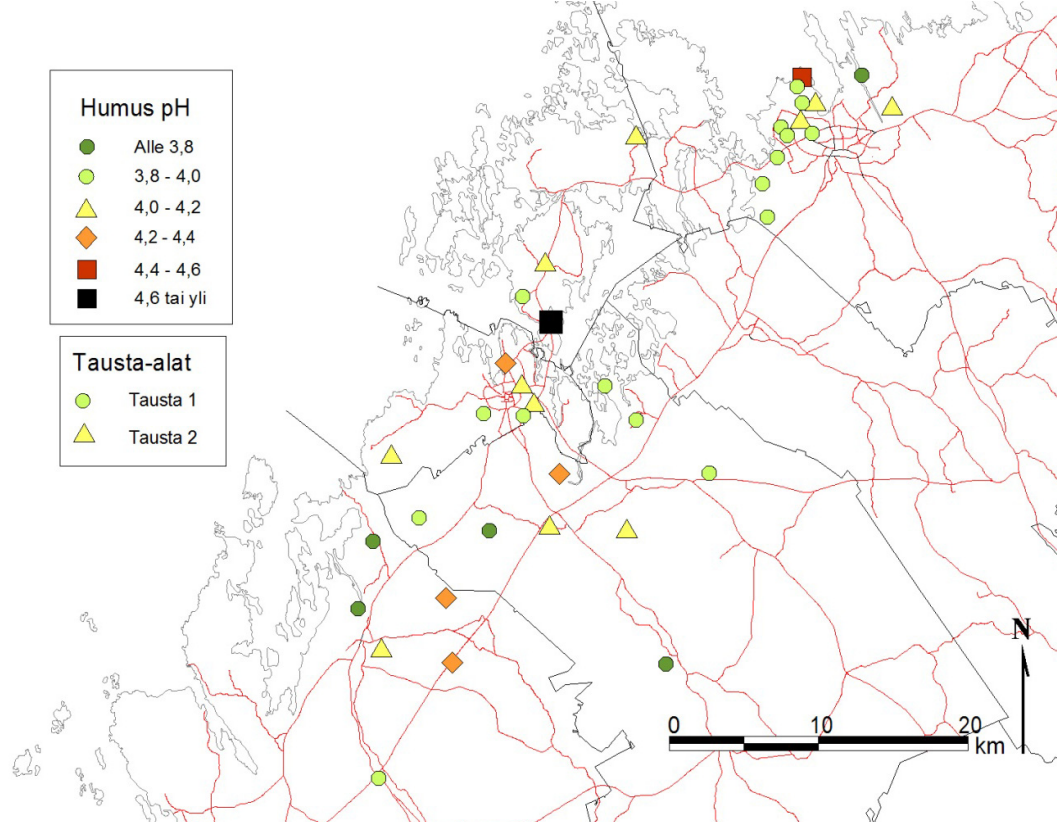 Humus pH
Alle 3,8
3,8 - 4,0
4,0 - 4,2
4,2 - 4,4
4,4 - 4,6
4,6 tai yli
Tausta-alat
Tausta 1
Tausta 2
N
0 10 20
km